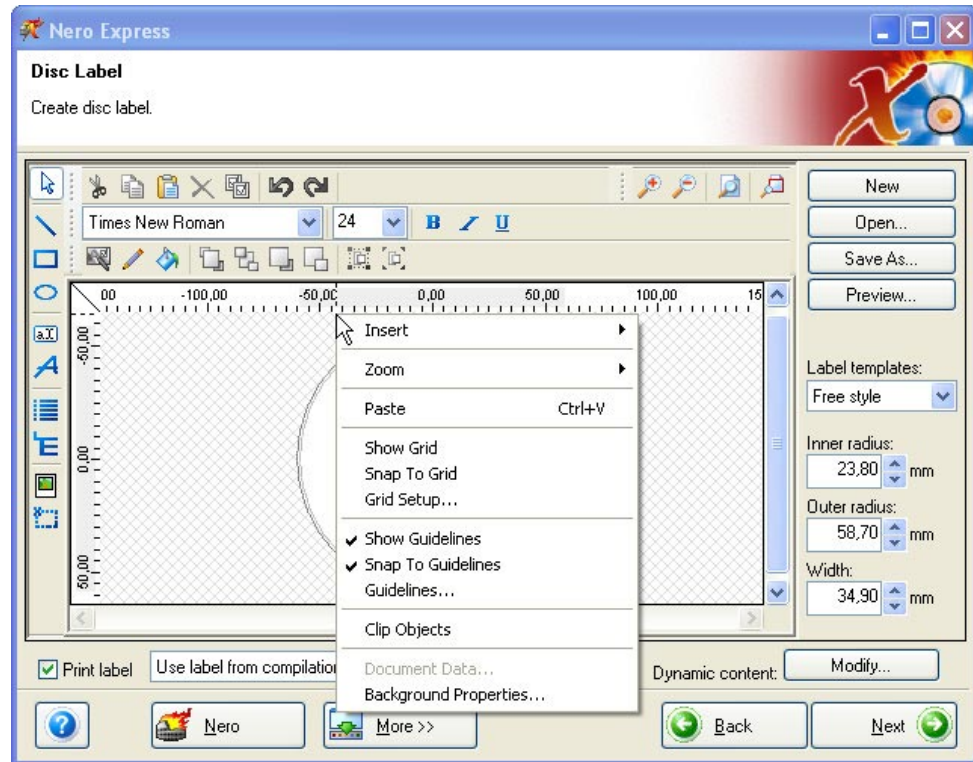 Nero Express
Disc Label
Create disc label.
Times New Roman
24
B I U
New
Open...
Save As...
Preview...
00 -100,00 -50,00 0,00 50,00 100,00 15
-50,00
0,00
50,00
Insert
Zoom
Paste Ctrl+V
Show Grid
Snap To Grid
Grid Setup...
Show Guidelines
Snap To Guidelines
Guidelines...
Clip Objects
Document Data...
Background Properties...
Label templates:
Free style
Inner radius:
23,80 mm
Outer radius:
58,70 mm
Width:
34,90 mm
Print label
Use label from compilation
Dynamic content:
Modify...
Nero
More >>
Back
Next